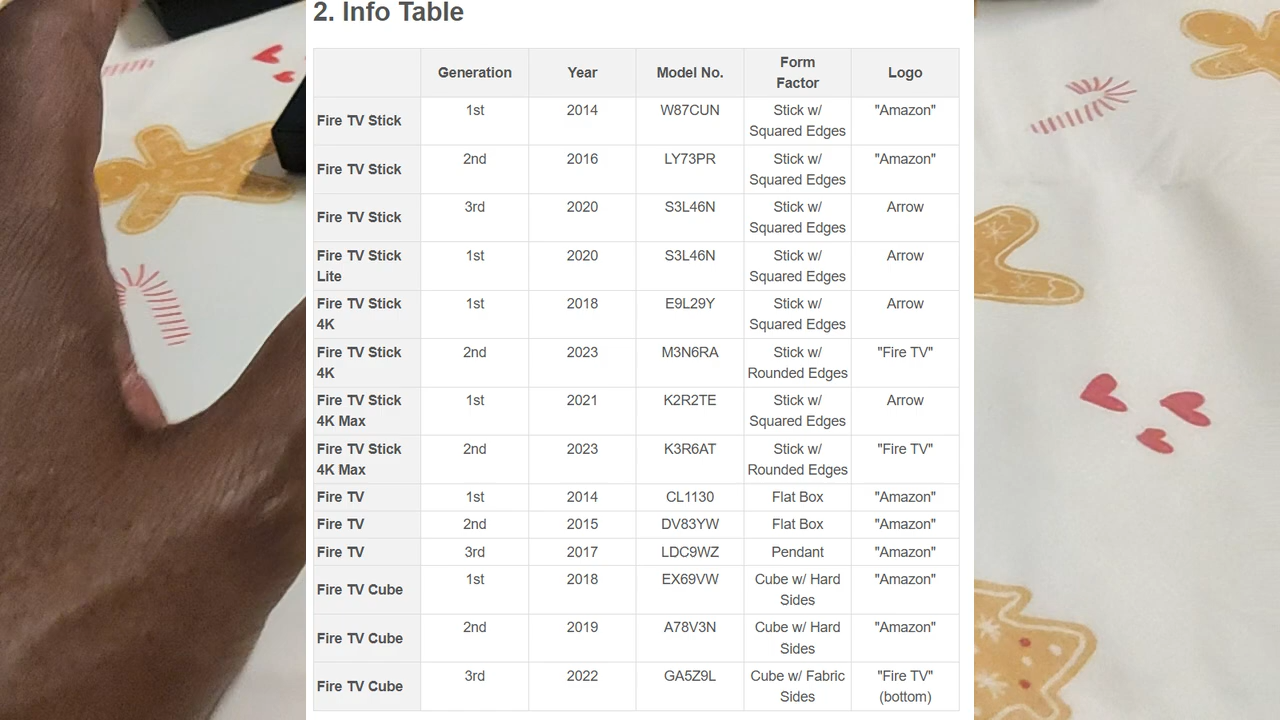 2. Info Table
Generation Year Model No. Form Factor Logo
Fire TV Stick 1st 2014 W87CUN Stick w/ Squared Edges "Amazon"
Fire TV Stick 2nd 2016 LY73PR Stick w/ Squared Edges "Amazon"
Fire TV Stick 3rd 2020 S3L46N Stick w/ Squared Edges Arrow
Fire TV Stick Lite 1st 2020 S3L46N Stick w/ Squared Edges Arrow
Fire TV Stick 4K 1st 2018 E9L29Y Stick w/ Squared Edges Arrow
Fire TV Stick 4K 2nd 2023 M3N6RA Stick w/ Rounded Edges "Fire TV"
Fire TV Stick 4K Max 1st 2021 K2R2TE Stick w/ Squared Edges Arrow
Fire TV Stick 4K Max 2nd 2023 K3R6AT Stick w/ Rounded Edges "Fire TV"
Fire TV 1st 2014 CL1130 Flat Box "Amazon"
Fire TV 2nd 2015 DV83YW Flat Box "Amazon"
Fire TV 3rd 2017 LDC9WZ Pendant "Amazon"
Fire TV Cube 1st 2018 EX69VW Cube w/ Hard Sides "Amazon"
Fire TV Cube 2nd 2019 A78V3N Cube w/ Hard Sides "Amazon"
Fire TV Cube 3rd 2022 GA5Z9L Cube w/ Fabric Sides "Fire TV" (bottom)